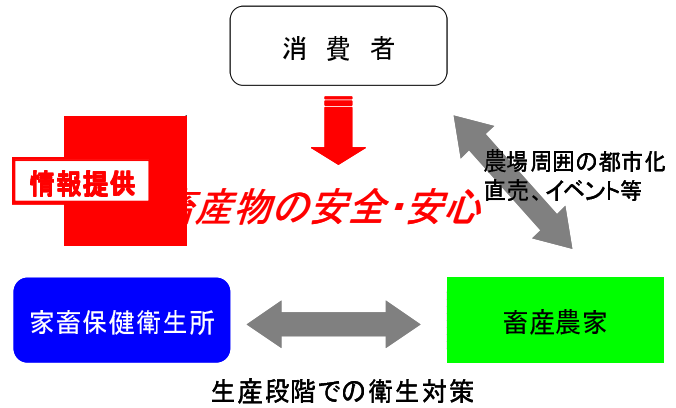 消 費 者
農場周囲の都市化
直売、イベント等
情報提供
畜産物の安全・安心
家畜保健衛生所
畜産農家
生産段階での衛生対策